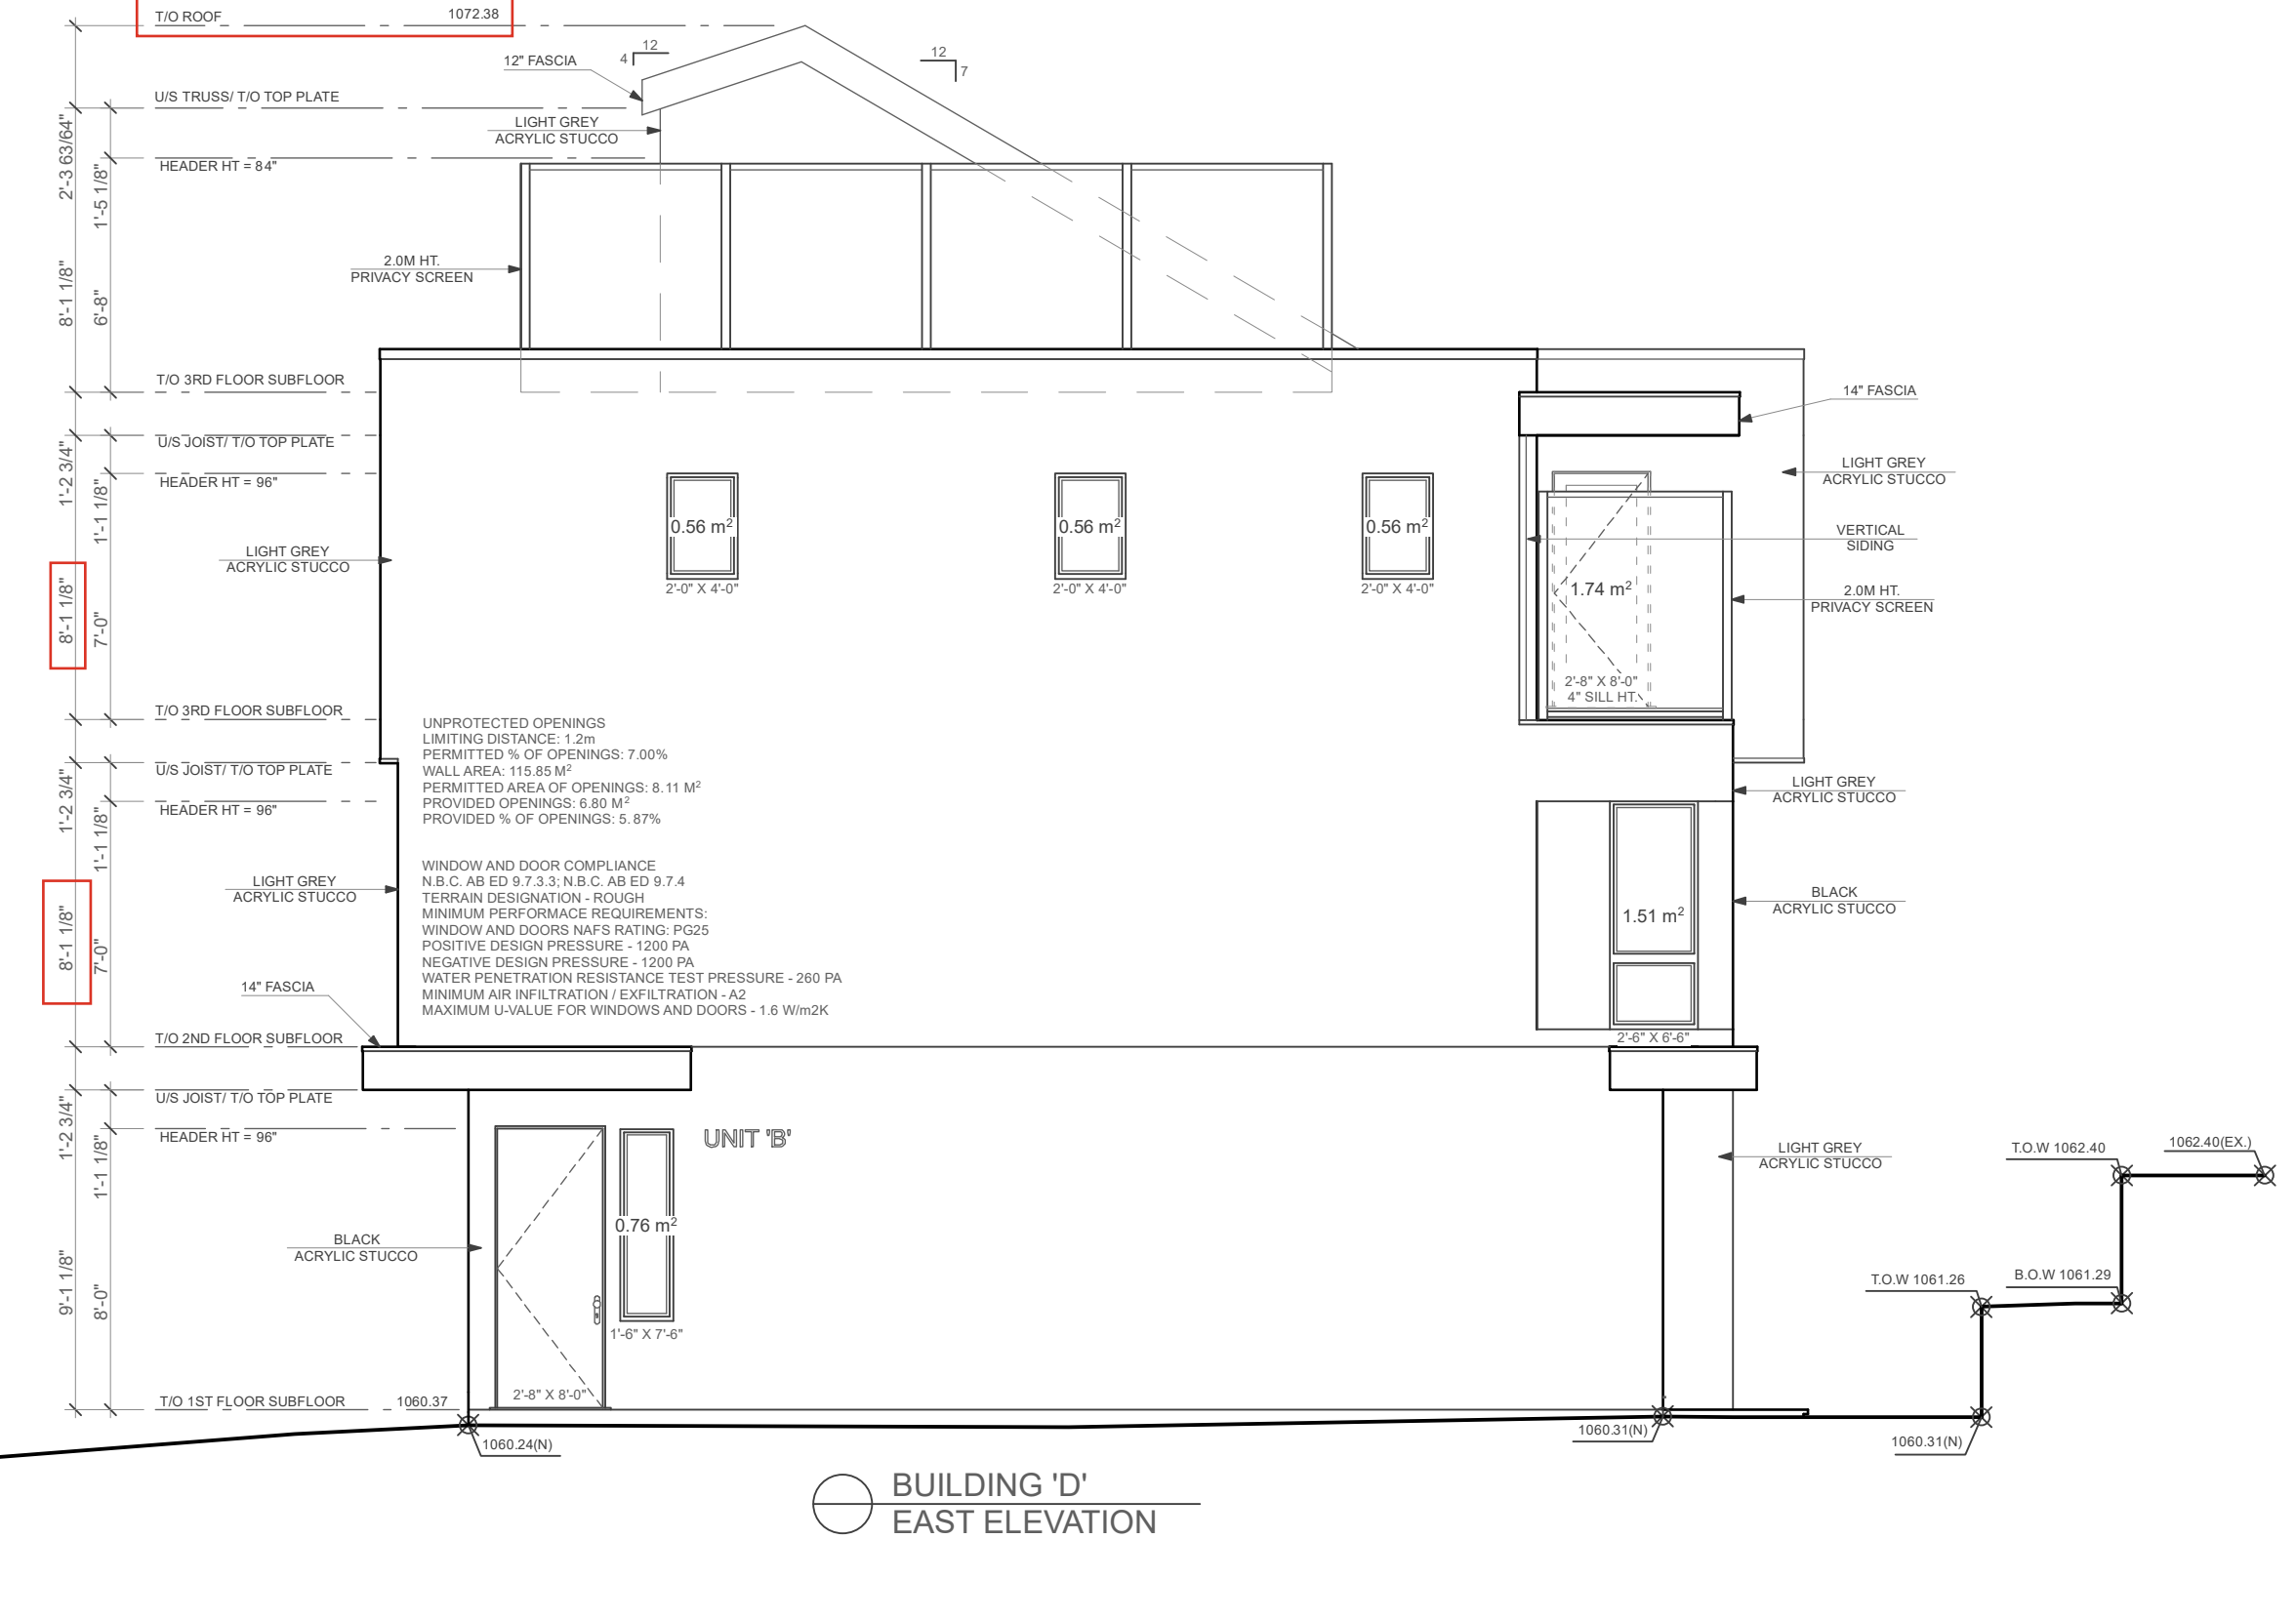 T/O ROOF 1072.38
12
4
12
7
12" FASCIA
U/S TRUSS/ T/O TOP PLATE
LIGHT GREY
ACRYLIC STUCCO
2'-3 63/64"
HEADER HT = 84"
1'-5 1/8"
2.0M HT.
PRIVACY SCREEN
8'-1 1/8"
6'-8"
T/O 3RD FLOOR SUBFLOOR
14" FASCIA
U/S JOIST/ T/O TOP PLATE
1'-2 3/4"
HEADER HT = 96"
1'-1 1/8"
LIGHT GREY
ACRYLIC STUCCO
0.56 m²
0.56 m²
0.56 m²
2'-0" X 4'-0"
2'-0" X 4'-0"
2'-0" X 4'-0"
VERTICAL
SIDING
LIGHT GREY
ACRYLIC STUCCO
1.74 m²
2.0M HT.
PRIVACY SCREEN
8'-1 1/8"
7'-0"
2'-8" X 8'-0"
4" SILL HT.
T/O 3RD FLOOR SUBFLOOR
UNPROTECTED OPENINGS
LIMITING DISTANCE: 1.2m
PERMITTED % OF OPENINGS: 7.00%
WALL AREA: 115.85 M²
PERMITTED AREA OF OPENINGS: 8.11 M²
PROVIDED OPENINGS: 6.80 M²
PROVIDED % OF OPENINGS: 5.87%
U/S JOIST/ T/O TOP PLATE
1'-2 3/4"
HEADER HT = 96"
1'-1 1/8"
LIGHT GREY
ACRYLIC STUCCO
WINDOW AND DOOR COMPLIANCE
N.B.C. AB ED 9.7.3.3; N.B.C. AB ED 9.7.4
TERRAIN DESIGNATION - ROUGH
MINIMUM PERFORMACE REQUIREMENTS:
WINDOW AND DOORS NAFS RATING: PG25
POSITIVE DESIGN PRESSURE - 1200 PA
NEGATIVE DESIGN PRESSURE - 1200 PA
WATER PENETRATION RESISTANCE TEST PRESSURE - 260 PA
MINIMUM AIR INFILTRATION / EXFILTRATION - A2
MAXIMUM U-VALUE FOR WINDOWS AND DOORS - 1.6 W/m2K
LIGHT GREY
ACRYLIC STUCCO
BLACK
ACRYLIC STUCCO
1.51 m²
8'-1 1/8"
7'-0"
14" FASCIA
T/O 2ND FLOOR SUBFLOOR
2'-6" X 6'-6"
U/S JOIST/ T/O TOP PLATE
1'-2 3/4"
HEADER HT = 96"
1'-1 1/8"
UNIT 'B'
LIGHT GREY
ACRYLIC STUCCO
T.O.W 1062.40
1062.40(EX.)
0.76 m²
BLACK
ACRYLIC STUCCO
9'-1 1/8"
8'-0"
T.O.W 1061.26
B.O.W 1061.29
1'-6" X 7'-6"
2'-8" X 8'-0"
T/O 1ST FLOOR SUBFLOOR 1060.37
1060.24(N)
1060.31(N)
1060.31(N)
BUILDING 'D'
EAST ELEVATION